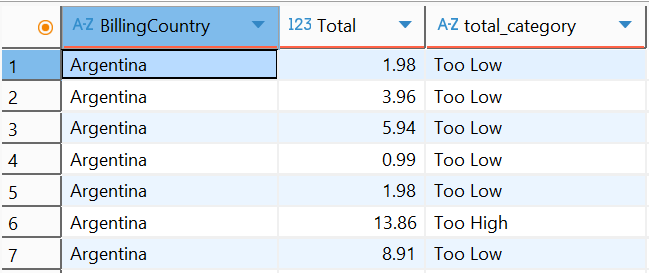 A-Z BillingCountry 123 Total A-Z total_category
1 Argentina 1.98 Too Low
2 Argentina 3.96 Too Low
3 Argentina 5.94 Too Low
4 Argentina 0.99 Too Low
5 Argentina 1.98 Too Low
6 Argentina 13.86 Too High
7 Argentina 8.91 Too Low